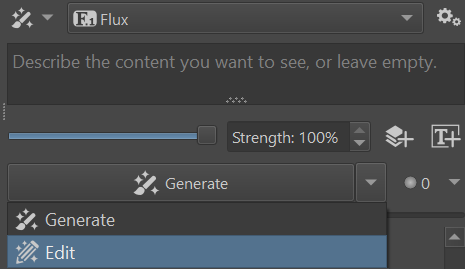 F.1 Flux
Describe the content you want to see, or leave empty.
Strength: 100%
Generate
0
Generate
Edit